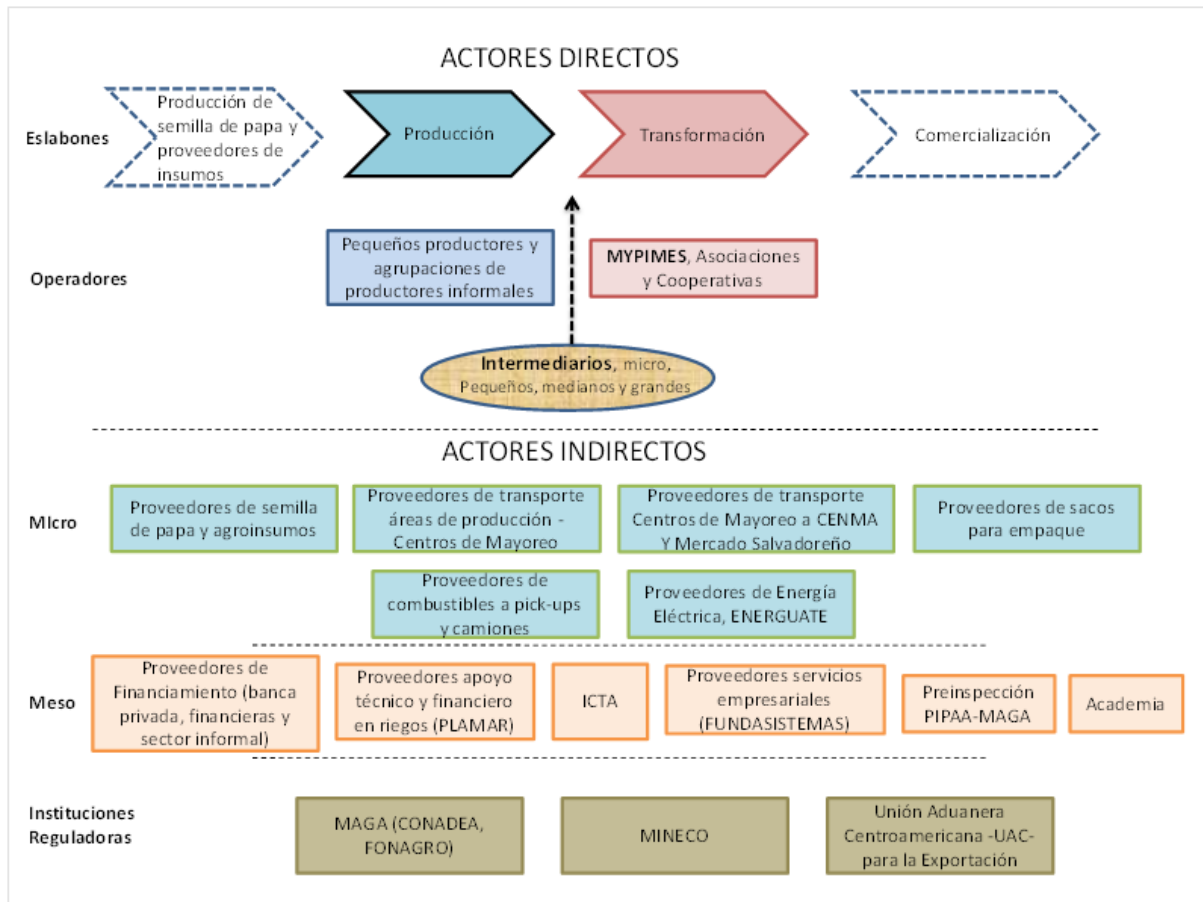 ACTORES DIRECTOS
Eslabones
Producción de
semilla de papa y
proveedores de
insumos
Producción
Transformación
Comercialización
Operadores
Pequeños productores y
agrupaciones de
productores informales
MYPIMES, Asociaciones
y Cooperativas
Intermediarios, micro,
Pequeños, medianos y grandes
ACTORES INDIRECTOS
MIcro
Proveedores de semilla
de papa y agroinsumos
Proveedores de transporte
áreas de producción -
Centros de Mayoreo
Proveedores de transporte
Centros de Mayoreo a CENMA
Y Mercado Salvadoreño
Proveedores de sacos
para empaque
Proveedores de
combustibles a pick-ups
y camiones
Proveedores de Energía
Eléctrica, ENERGUATE
Meso
Proveedores de
Financiamiento (banca
privada, financieras y
sector informal)
Proveedores apoyo
técnico y financiero
en riegos (PLAMAR)
ICTA
Proveedores servicios
empresariales
(FUNDASISTEMAS)
Preinspección
PIPAA-MAGA
Academia
Instituciones
Reguladoras
MAGA (CONADEA,
FONAGRO)
MINECO
Unión Aduanera
Centroamericana -UAC-
para la Exportación